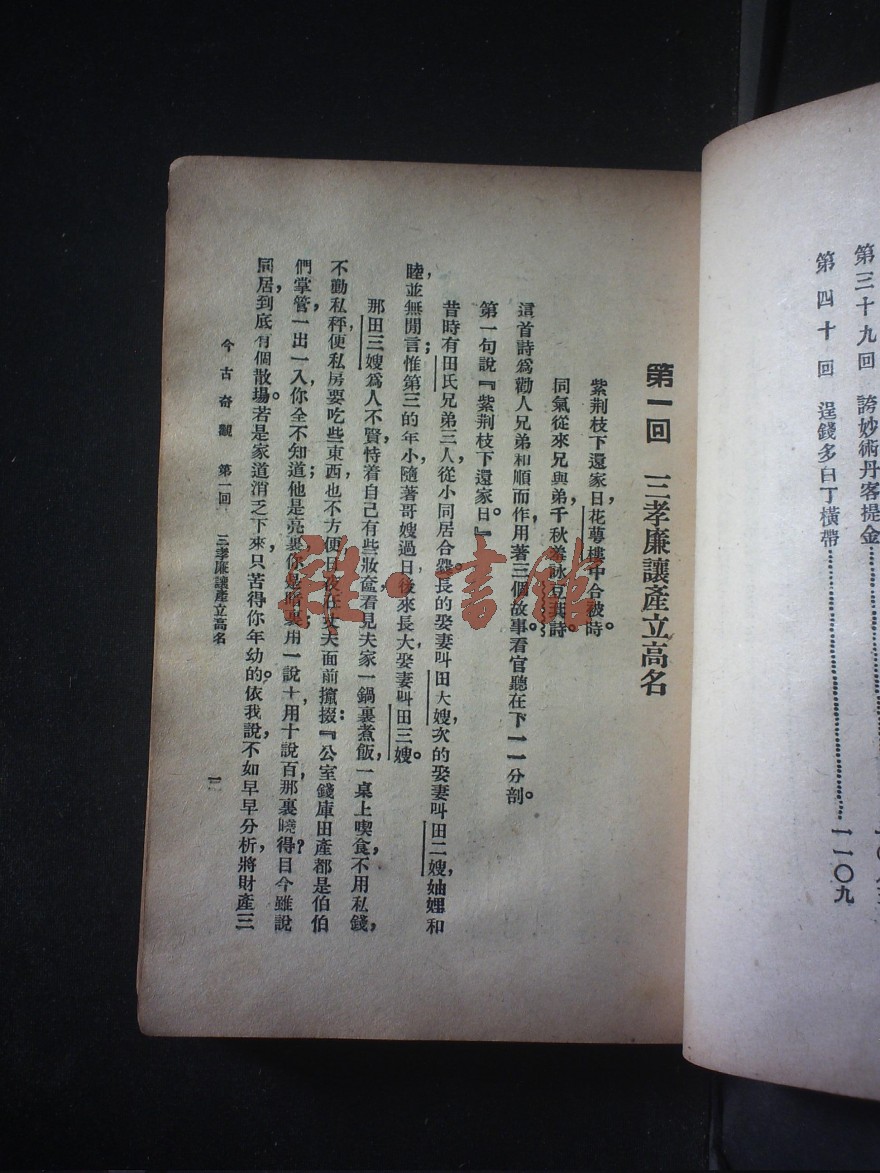 第三十九回 誇妙術丹客提金
第四十回 逞錢多白丁橫帶 一一〇九
第一回 三孝廉讓產立高名
紫荊枝下還家日，花萼樓中合被時。
同氣從來兄與弟，千秋羞詠豆萁詩。
這首詩爲勸人兄弟和順而作，用著三個故事，看官聽在下一一分剖。
第一句說『紫荊枝下還家日。』
昔時有田氏兄弟三人，從小同居合爨。長的娶妻叫田大嫂，次的娶妻叫田二嫂，妯娌和
睦，並無閒言；惟第三的年小，隨著哥嫂過日，後來長大娶妻，叫田三嫂。
那田三嫂爲人不賢，恃着自己有些妝奩，看見夫家一鍋裏煮飯，一桌上喫食，不用私錢，
不動私秤，便私房要吃些東西，也不方便，日夜在丈夫面前攛掇：『公室錢庫田產都是伯伯
們掌管，一出一入，你全不知道；他是亮裏，你是暗裏；用一說十，用十說百，那裏曉得？目今雖說
同居，到底有個散場。若是家道消乏下來，只苦得你年幼的。依我說，不如早早分析，將財產三
今古奇觀 第一回 三孝廉讓產立高名
一
雜·書館